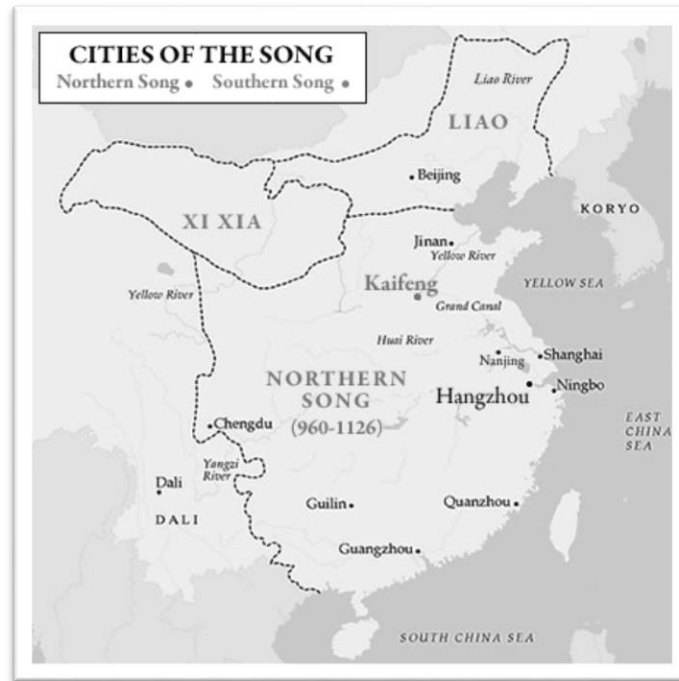 CITIES OF THE SONG
Northern Song • Southern Song •
Liao River
LIAO
Beijing
KORYO
XI XIA
Jinan
Yellow River
Kaifeng
YELLOW SEA
Yellow River
Grand Canal
Huai River
Nanjing
Shanghai
NORTHERN
SONG
(960-1126)
Hangzhou
Ningbo
EAST
CHINA
SEA
Chengdu
Yangzi
River
Dali
DALI
Guilin
Quanzhou
Guangzhou
SOUTH CHINA SEA